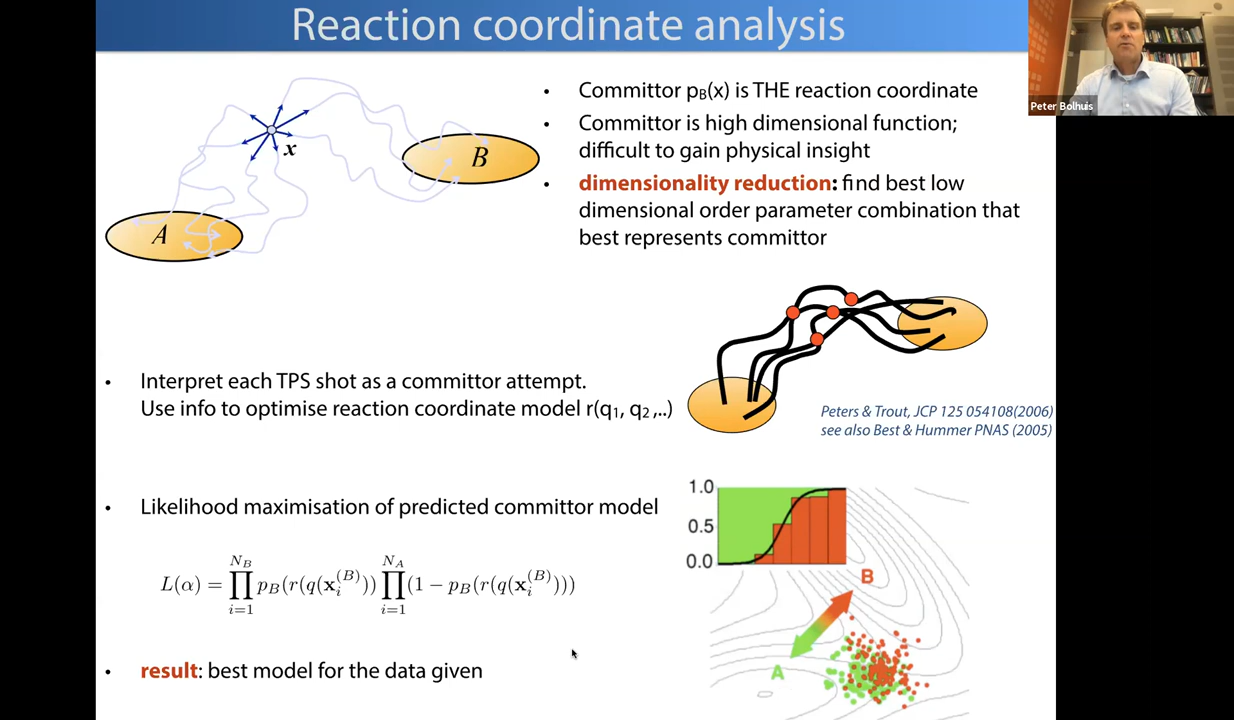 Reaction coordinate analysis
Peter Bolhuis
x
B
A
• Committor pB(x) is THE reaction coordinate
• Committor is high dimensional function;
difficult to gain physical insight
• dimensionality reduction: find best low
dimensional order parameter combination that
best represents committor
• Interpret each TPS shot as a committor attempt.
Use info to optimise reaction coordinate model r(q1, q2 ,..)
Peters & Trout, JCP 125 054108(2006)
see also Best & Hummer PNAS (2005)
• Likelihood maximisation of predicted committor model
L(α) = ∏_{i=1}^{N_B} p_B(r(q(x_i^{(B)})) ∏_{i=1}^{N_A} (1 − p_B(r(q(x_i^{(B)})))
• result: best model for the data given
1.0
0.5
0.0
B
A